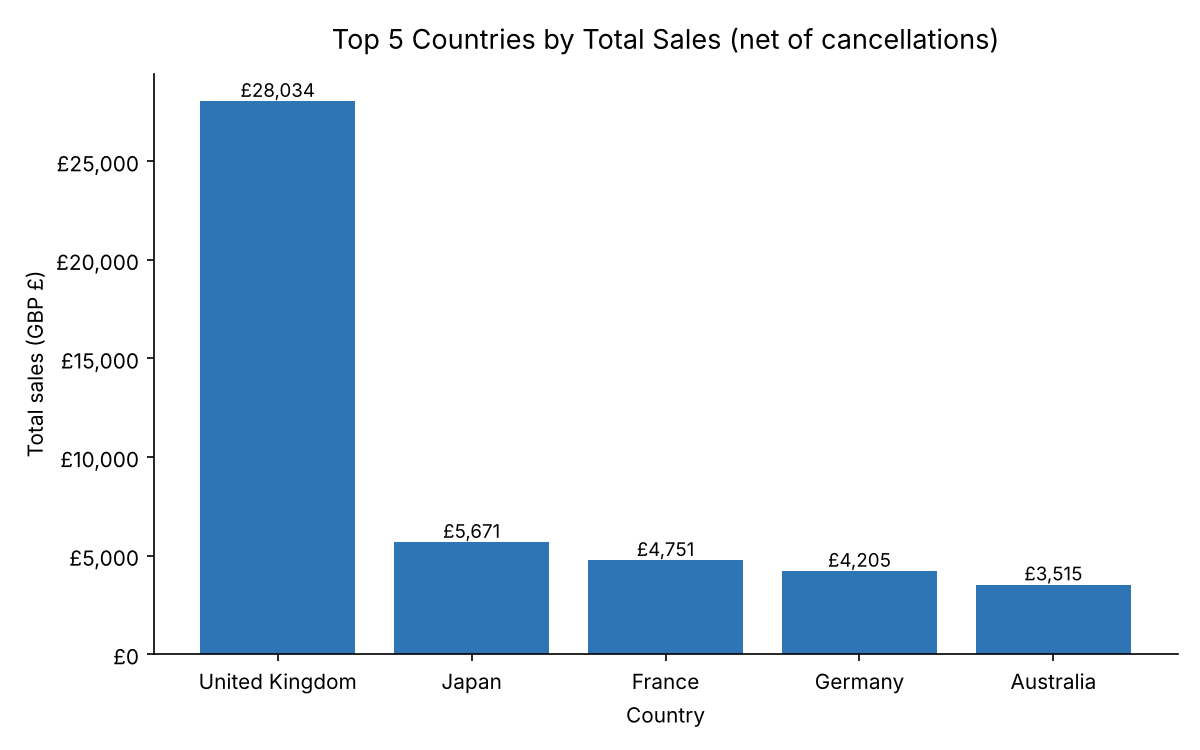 Top 5 Countries by Total Sales (net of cancellations)
Total sales (GBP £)
£25,000
£20,000
£15,000
£10,000
£5,000
£0
£28,034
£5,671
£4,751
£4,205
£3,515
United Kingdom
Japan
France
Germany
Australia
Country